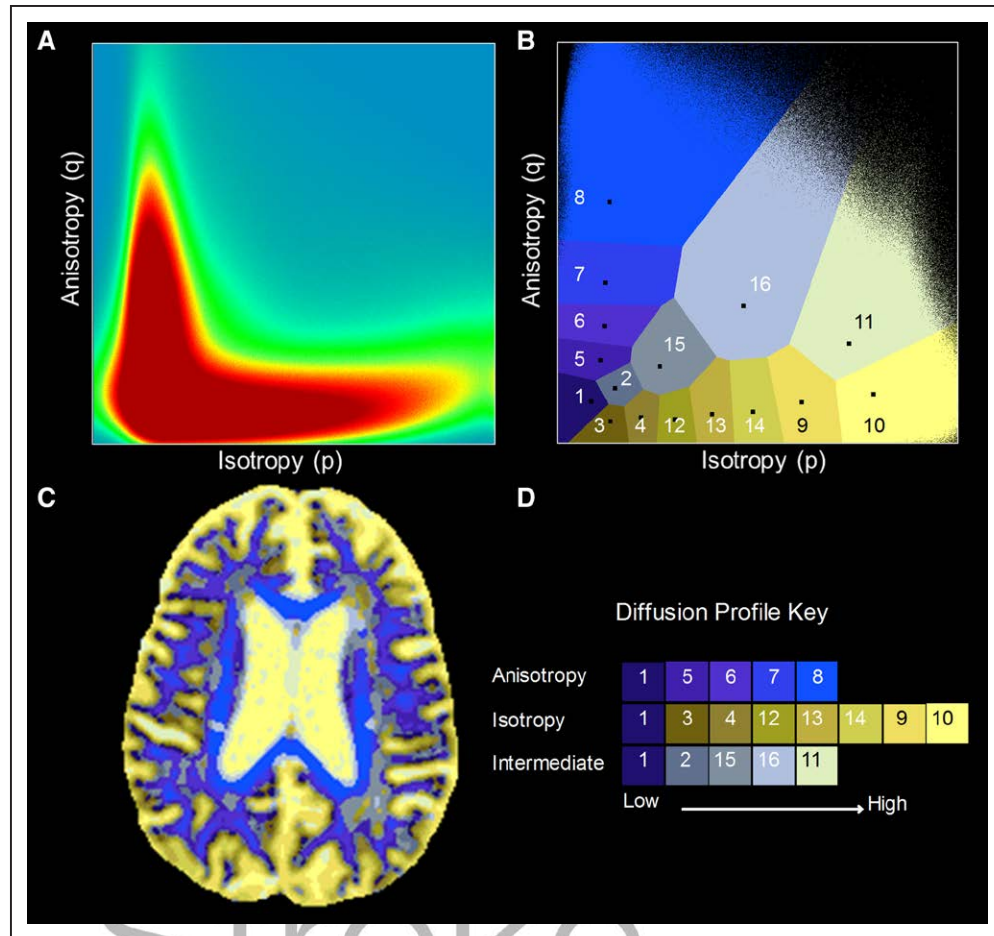 A
B
Anisotropy (q)
Isotropy (p)
Anisotropy (q)
8
7
6
5
1
2
15
16
11
3
4
12
13
14
9
10
Isotropy (p)
C
D
Diffusion Profile Key
Anisotropy 1 5 6 7 8
Isotropy 1 3 4 12 13 14 9 10
Intermediate 1 2 15 16 11
Low High